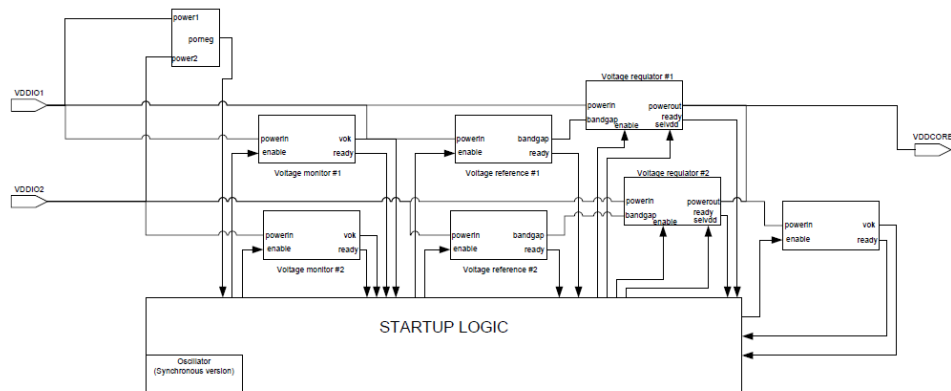 power1
porneg
power2
VDDIO1
Voltage regulator #1
powerin
powerout
ready
bandgap
enable
selvdd
VDDCORE
powerin
vok
enable
ready
Voltage monitor #1
powerin
bandgap
enable
ready
Voltage reference #1
Voltage regulator #2
VDDIO2
powerin
powerout
ready
bandgap
selvdd
enable
powerin
vok
enable
ready
powerin
vok
enable
ready
Voltage monitor #2
powerin
bandgap
enable
ready
Voltage reference #2
STARTUP LOGIC
Oscillator
(Synchronous version)